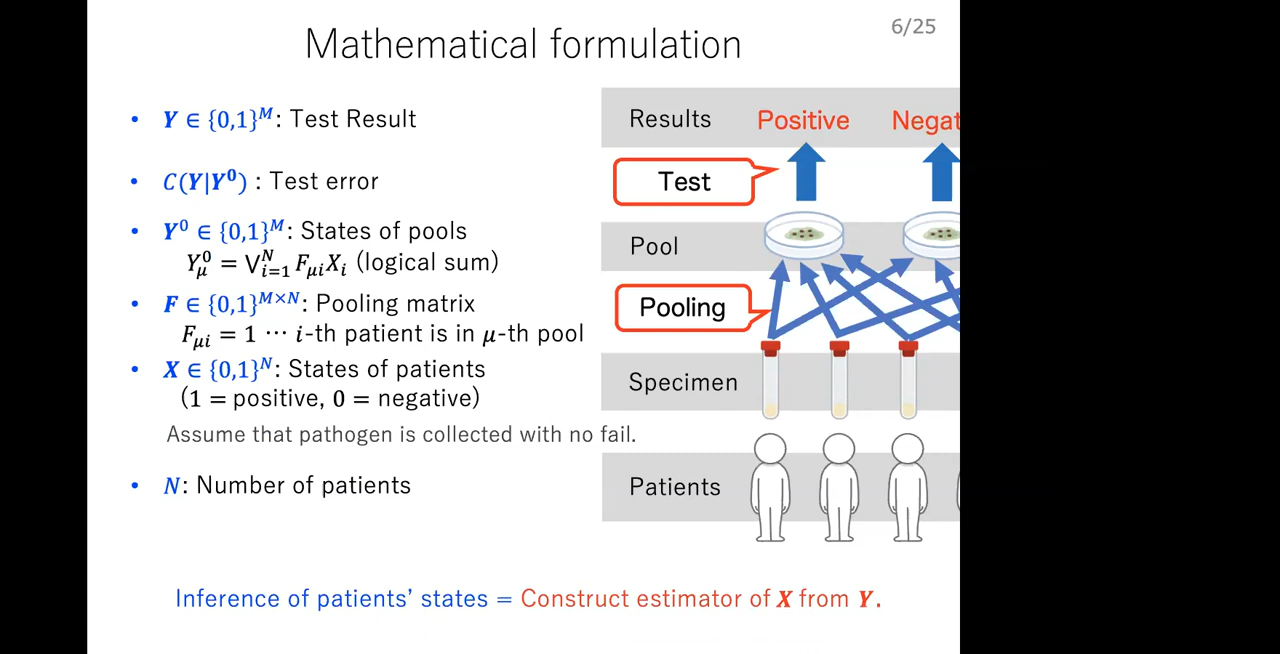 6/25
Mathematical formulation
• Y ∈ {0,1}^M: Test Result
• C(Y|Y⁰) : Test error
• Y⁰ ∈ {0,1}^M: States of pools
Y_μ^0 = ⋁_{i=1}^N F_{μi}X_i (logical sum)
• F ∈ {0,1}^{M×N}: Pooling matrix
F_{μi} = 1 ⋯ i-th patient is in μ-th pool
• X ∈ {0,1}^N: States of patients
(1 = positive, 0 = negative)
Assume that pathogen is collected with no fail.
• N: Number of patients
Results Positive Negat
Test
Pool
Pooling
Specimen
Patients
Inference of patients’ states = Construct estimator of X from Y.